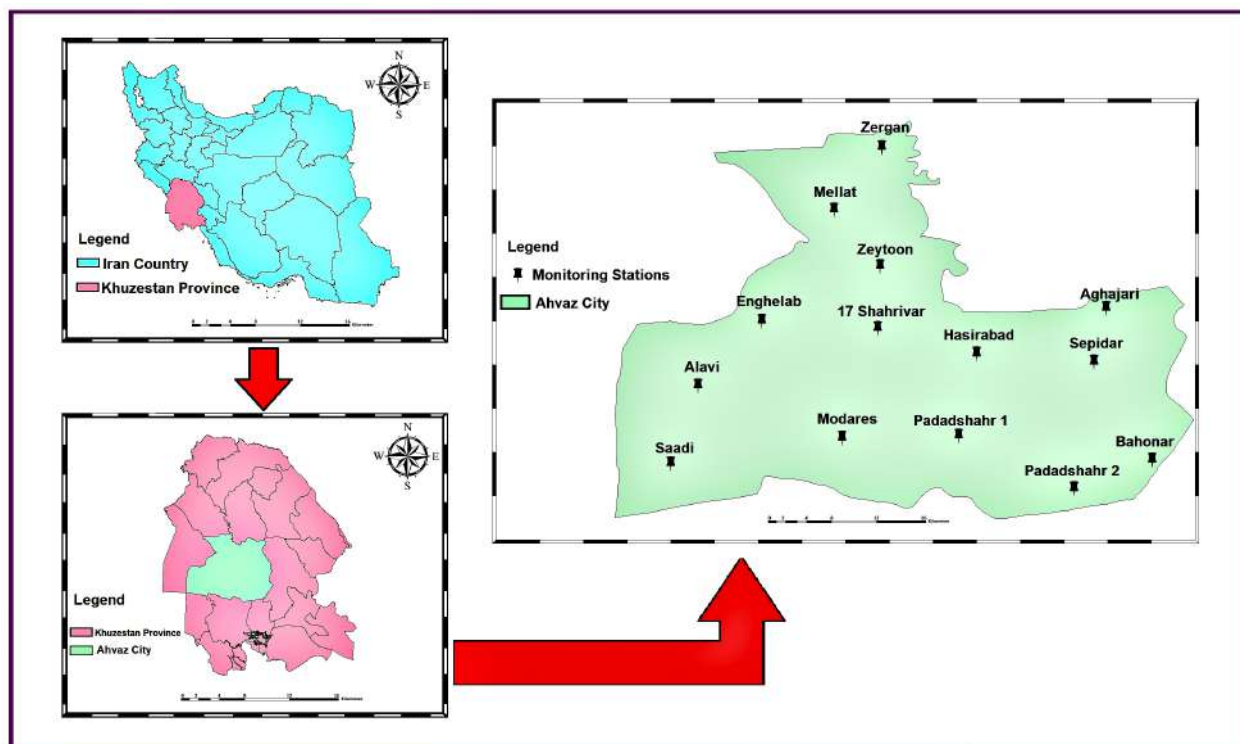 N
W E
S
Legend
Iran Country
Khuzestan Province
N
W E
S
Legend
Khuzestan Province
Ahvaz City
Zergan
Mellat
Zeytoon
Legend
Monitoring Stations
Ahvaz City
Enghelab
17 Shahrivar
Aghajari
Hasirabad
Sepidar
Alavi
Modares
Padadshahr 1
Saadi
Bahonar
Padadshahr 2